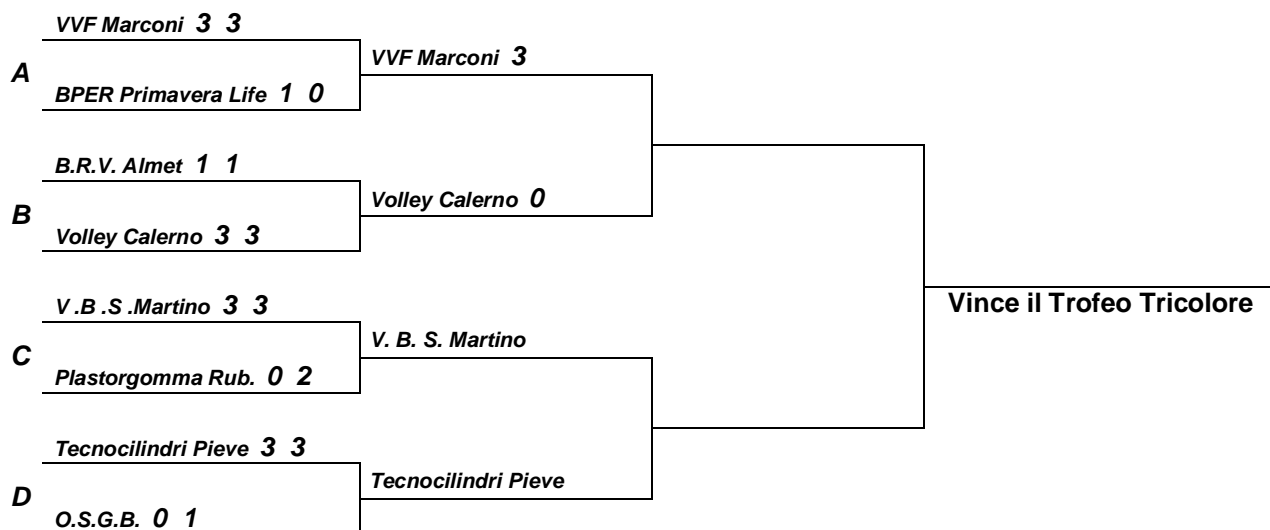 VVF Marconi 3 3
VVF Marconi 3
A
BPER Primavera Life 1 0
B.R.V. Almet 1 1
Volley Calerno 0
B
Volley Calerno 3 3
V .B .S .Martino 3 3
Vince il Trofeo Tricolore
V. B. S. Martino
C
Plastorgomma Rub. 0 2
Tecnocilindri Pieve 3 3
Tecnocilindri Pieve
D
O.S.G.B. 0 1